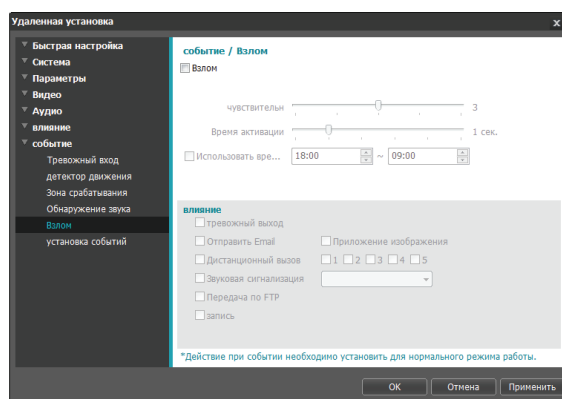 Удаленная установка x
Быстрая настройка
Система
Параметры
Видео
Аудио
влияние
событие
Тревожный вход
детектор движения
Зона срабатывания
Обнаружение звука
Взлом
установка событий
событие / Взлом
Взлом
чувствительн 3
Время активации 1 сек.
Использовать вре... 18:00 ~ 09:00
влияние
тревожный выход
Отправить Email Приложение изображения
Дистанционный вызов 1 2 3 4 5
Звуковая сигнализация
Передача по FTP
запись
*Действие при событии необходимо установить для нормального режима работы.
OK Отмена Применить